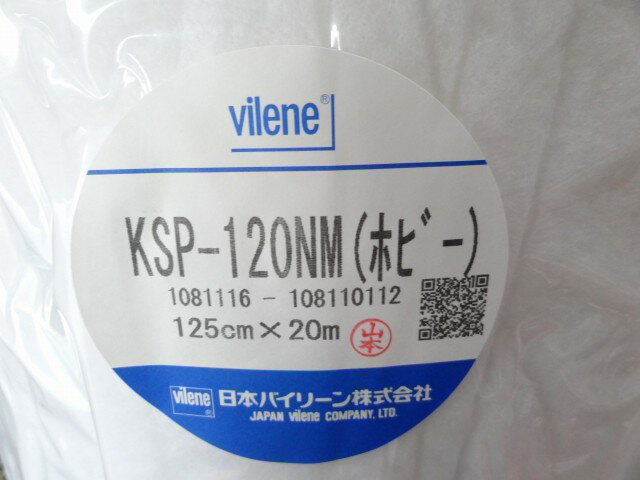 vilene®
KSP-120NM(ホビー)
1081116 - 108110112
125cm×20m 山本
vilene® 日本バイリーン株式会社
JAPAN vilene COMPANY, LTD.